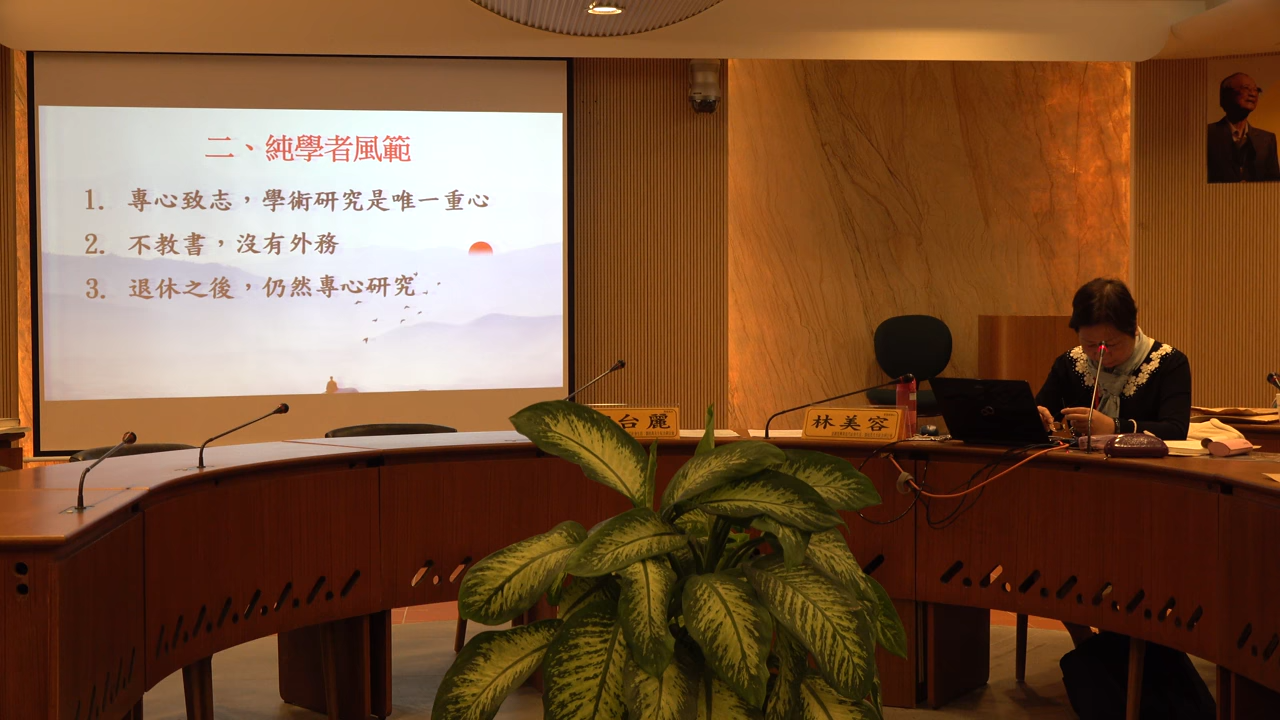 二、純學者風範
1. 專心致志，學術研究是唯一重心
2. 不教書，沒有外務
3. 退休之後，仍然專心研究
台麗
林美容